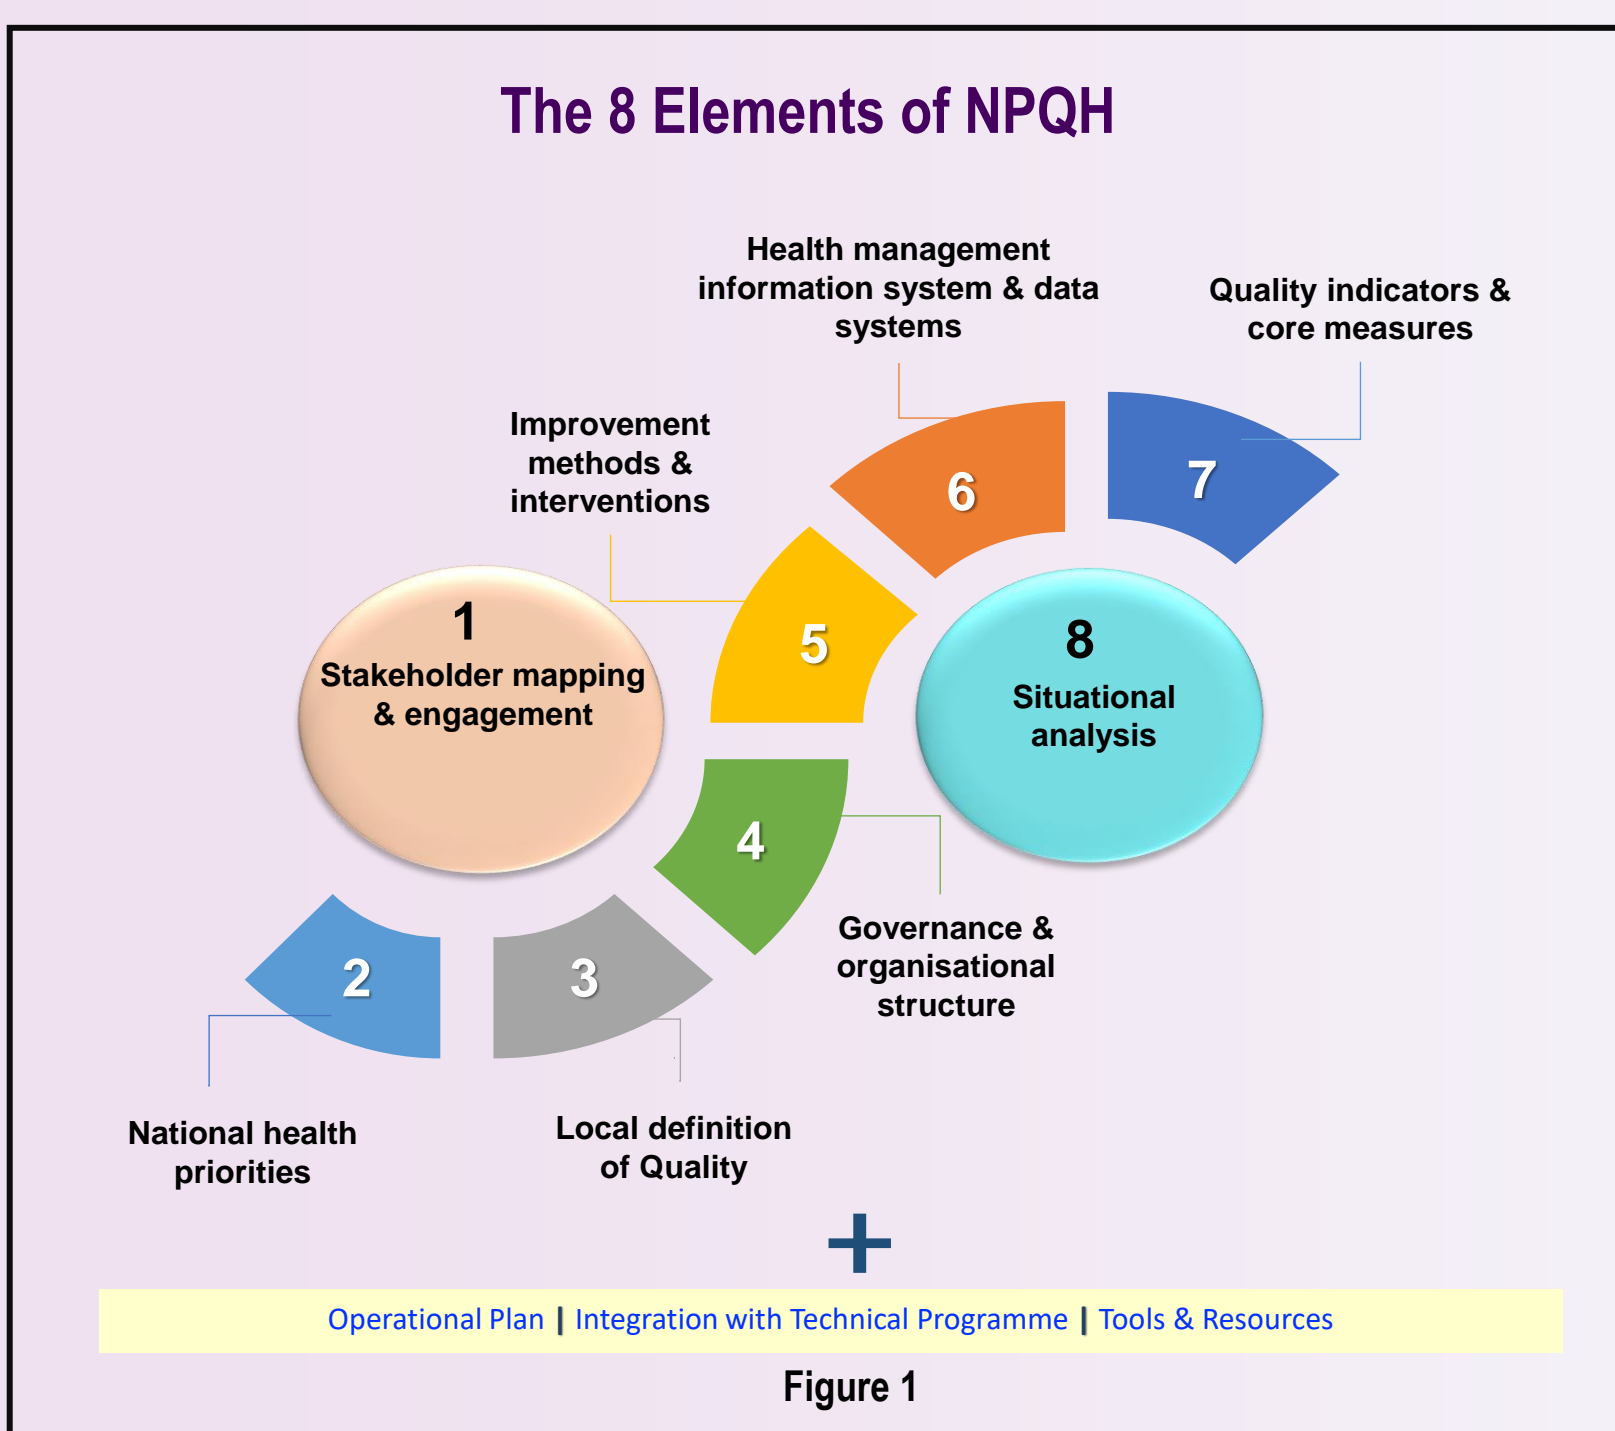 The 8 Elements of NPQH
Health management
information system & data
systems
Quality indicators &
core measures
Improvement
methods &
interventions
7
6
5
1
Stakeholder mapping
& engagement
8
Situational
analysis
4
Governance &
organisational
structure
2
3
National health
priorities
Local definition
of Quality
+
Operational Plan | Integration with Technical Programme | Tools & Resources
Figure 1